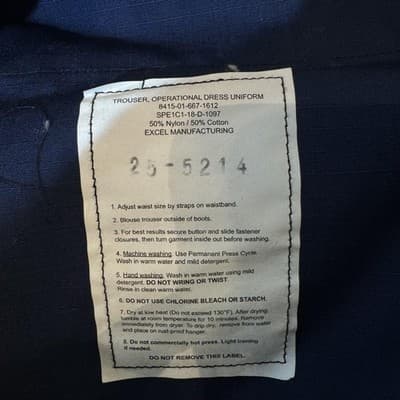 TROUSER, OPERATIONAL DRESS UNIFORM
8415-01-667-1612
SPE1C1-18-D-1097
50% Nylon / 50% Cotton
EXCEL MANUFACTURING
25-5214
1. Adjust waist size by straps on waistband.
2. Blouse trouser outside of boots.
3. For best results secure button and slide fastener
closures, then turn garment inside out before washing.
4. Machine washing. Use Permanent Press Cycle.
Wash in warm water and mild detergent.
5. Hand washing. Wash in warm water using mild
detergent. DO NOT WRING OR TWIST.
Rinse in clean warm water.
6. DO NOT USE CHLORINE BLEACH OR STARCH.
7. Dry at low heat (Do not exceed 130°F). After drying,
tumble at room temperature for 10 minutes. Remove
immediately from dryer. To drip dry, remove from water
and place on rust-proof hanger.
8. Do not commercially hot press. Light ironing
if needed.
DO NOT REMOVE THIS LABEL.